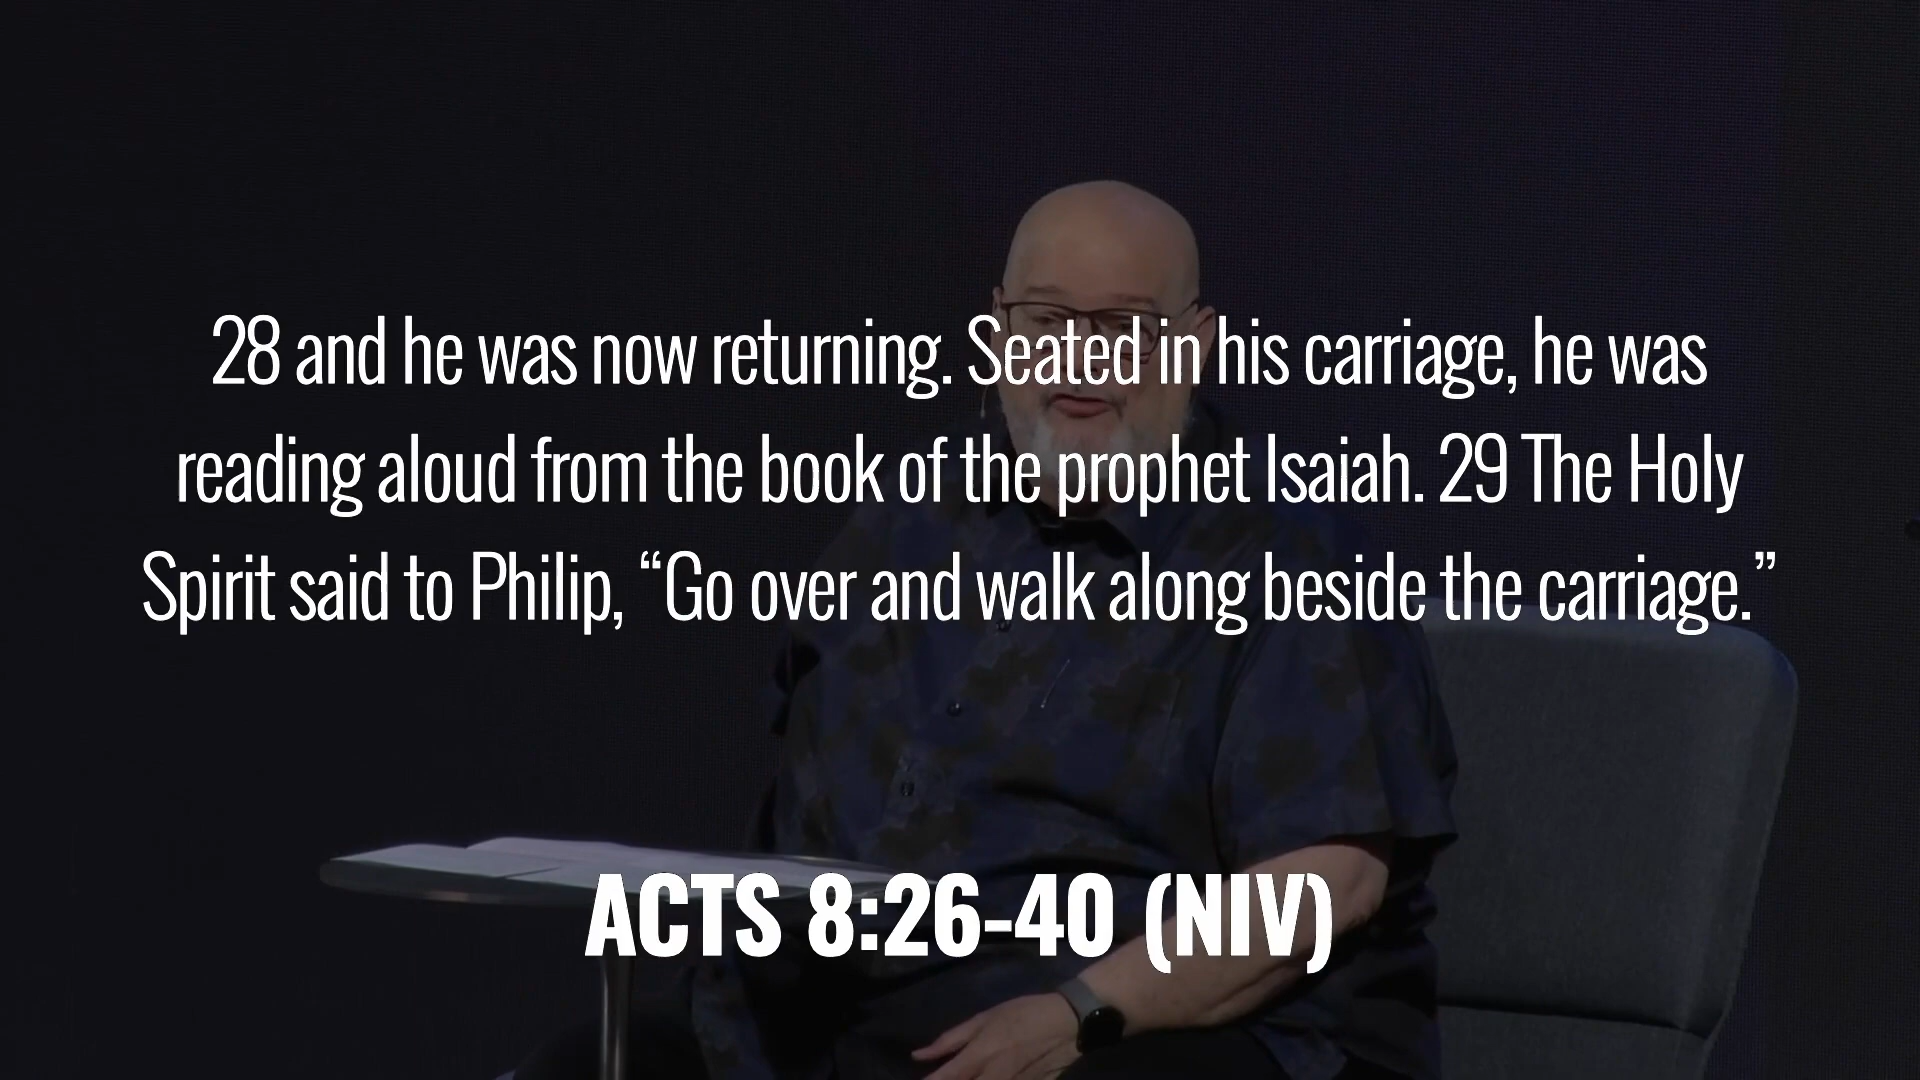 28 and he was now returning. Seated in his carriage, he was
reading aloud from the book of the prophet Isaiah. 29 The Holy
Spirit said to Philip, “Go over and walk along beside the carriage.”
ACTS 8:26-40 (NIV)